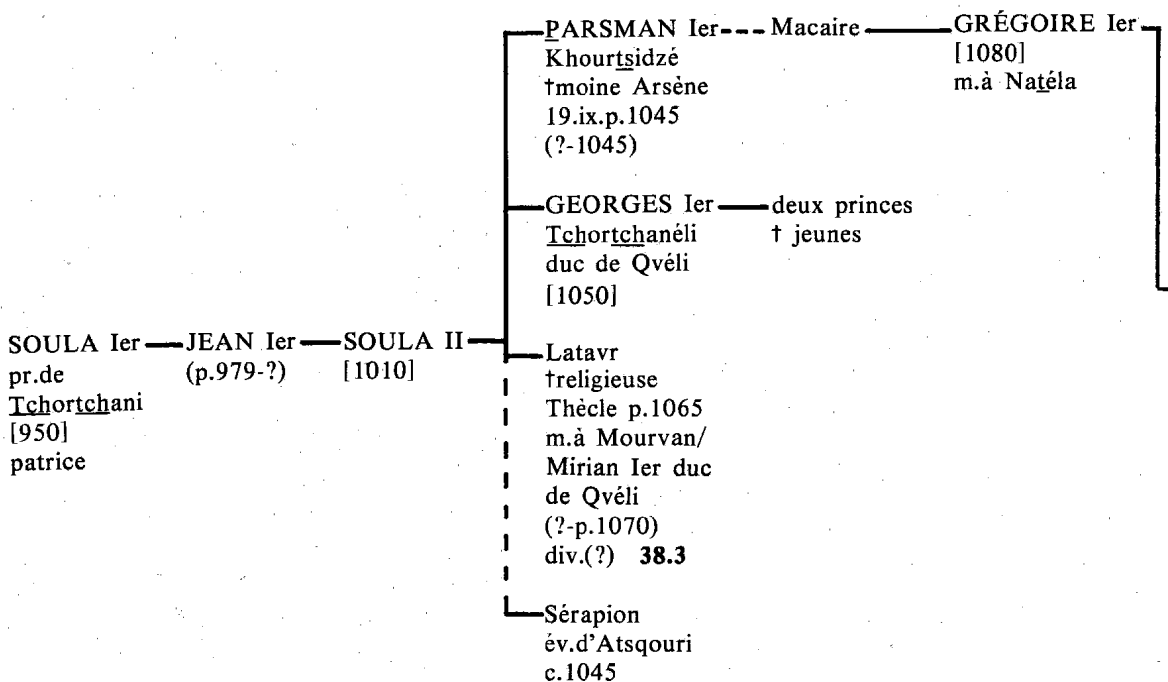 PARSMAN Ier
Khourtsidzé
†moine Arsène
19.ix.p.1045
(?-1045)
Macaire
GRÉGOIRE Ier
[1080]
m.à Natéla
GEORGES Ier
Tchortchanéli
duc de Qvéli
[1050]
deux princes
† jeunes
SOULA Ier
pr.de
Tchortchani
[950]
patrice
JEAN Ier
(p.979-?)
SOULA II
[1010]
Latavr
†religieuse
Thècle p.1065
m.à Mourvan/
Mirian Ier duc
de Qvéli
(?-p.1070)
div.(?) 38.3
Sérapion
év.d'Atsqouri
c.1045